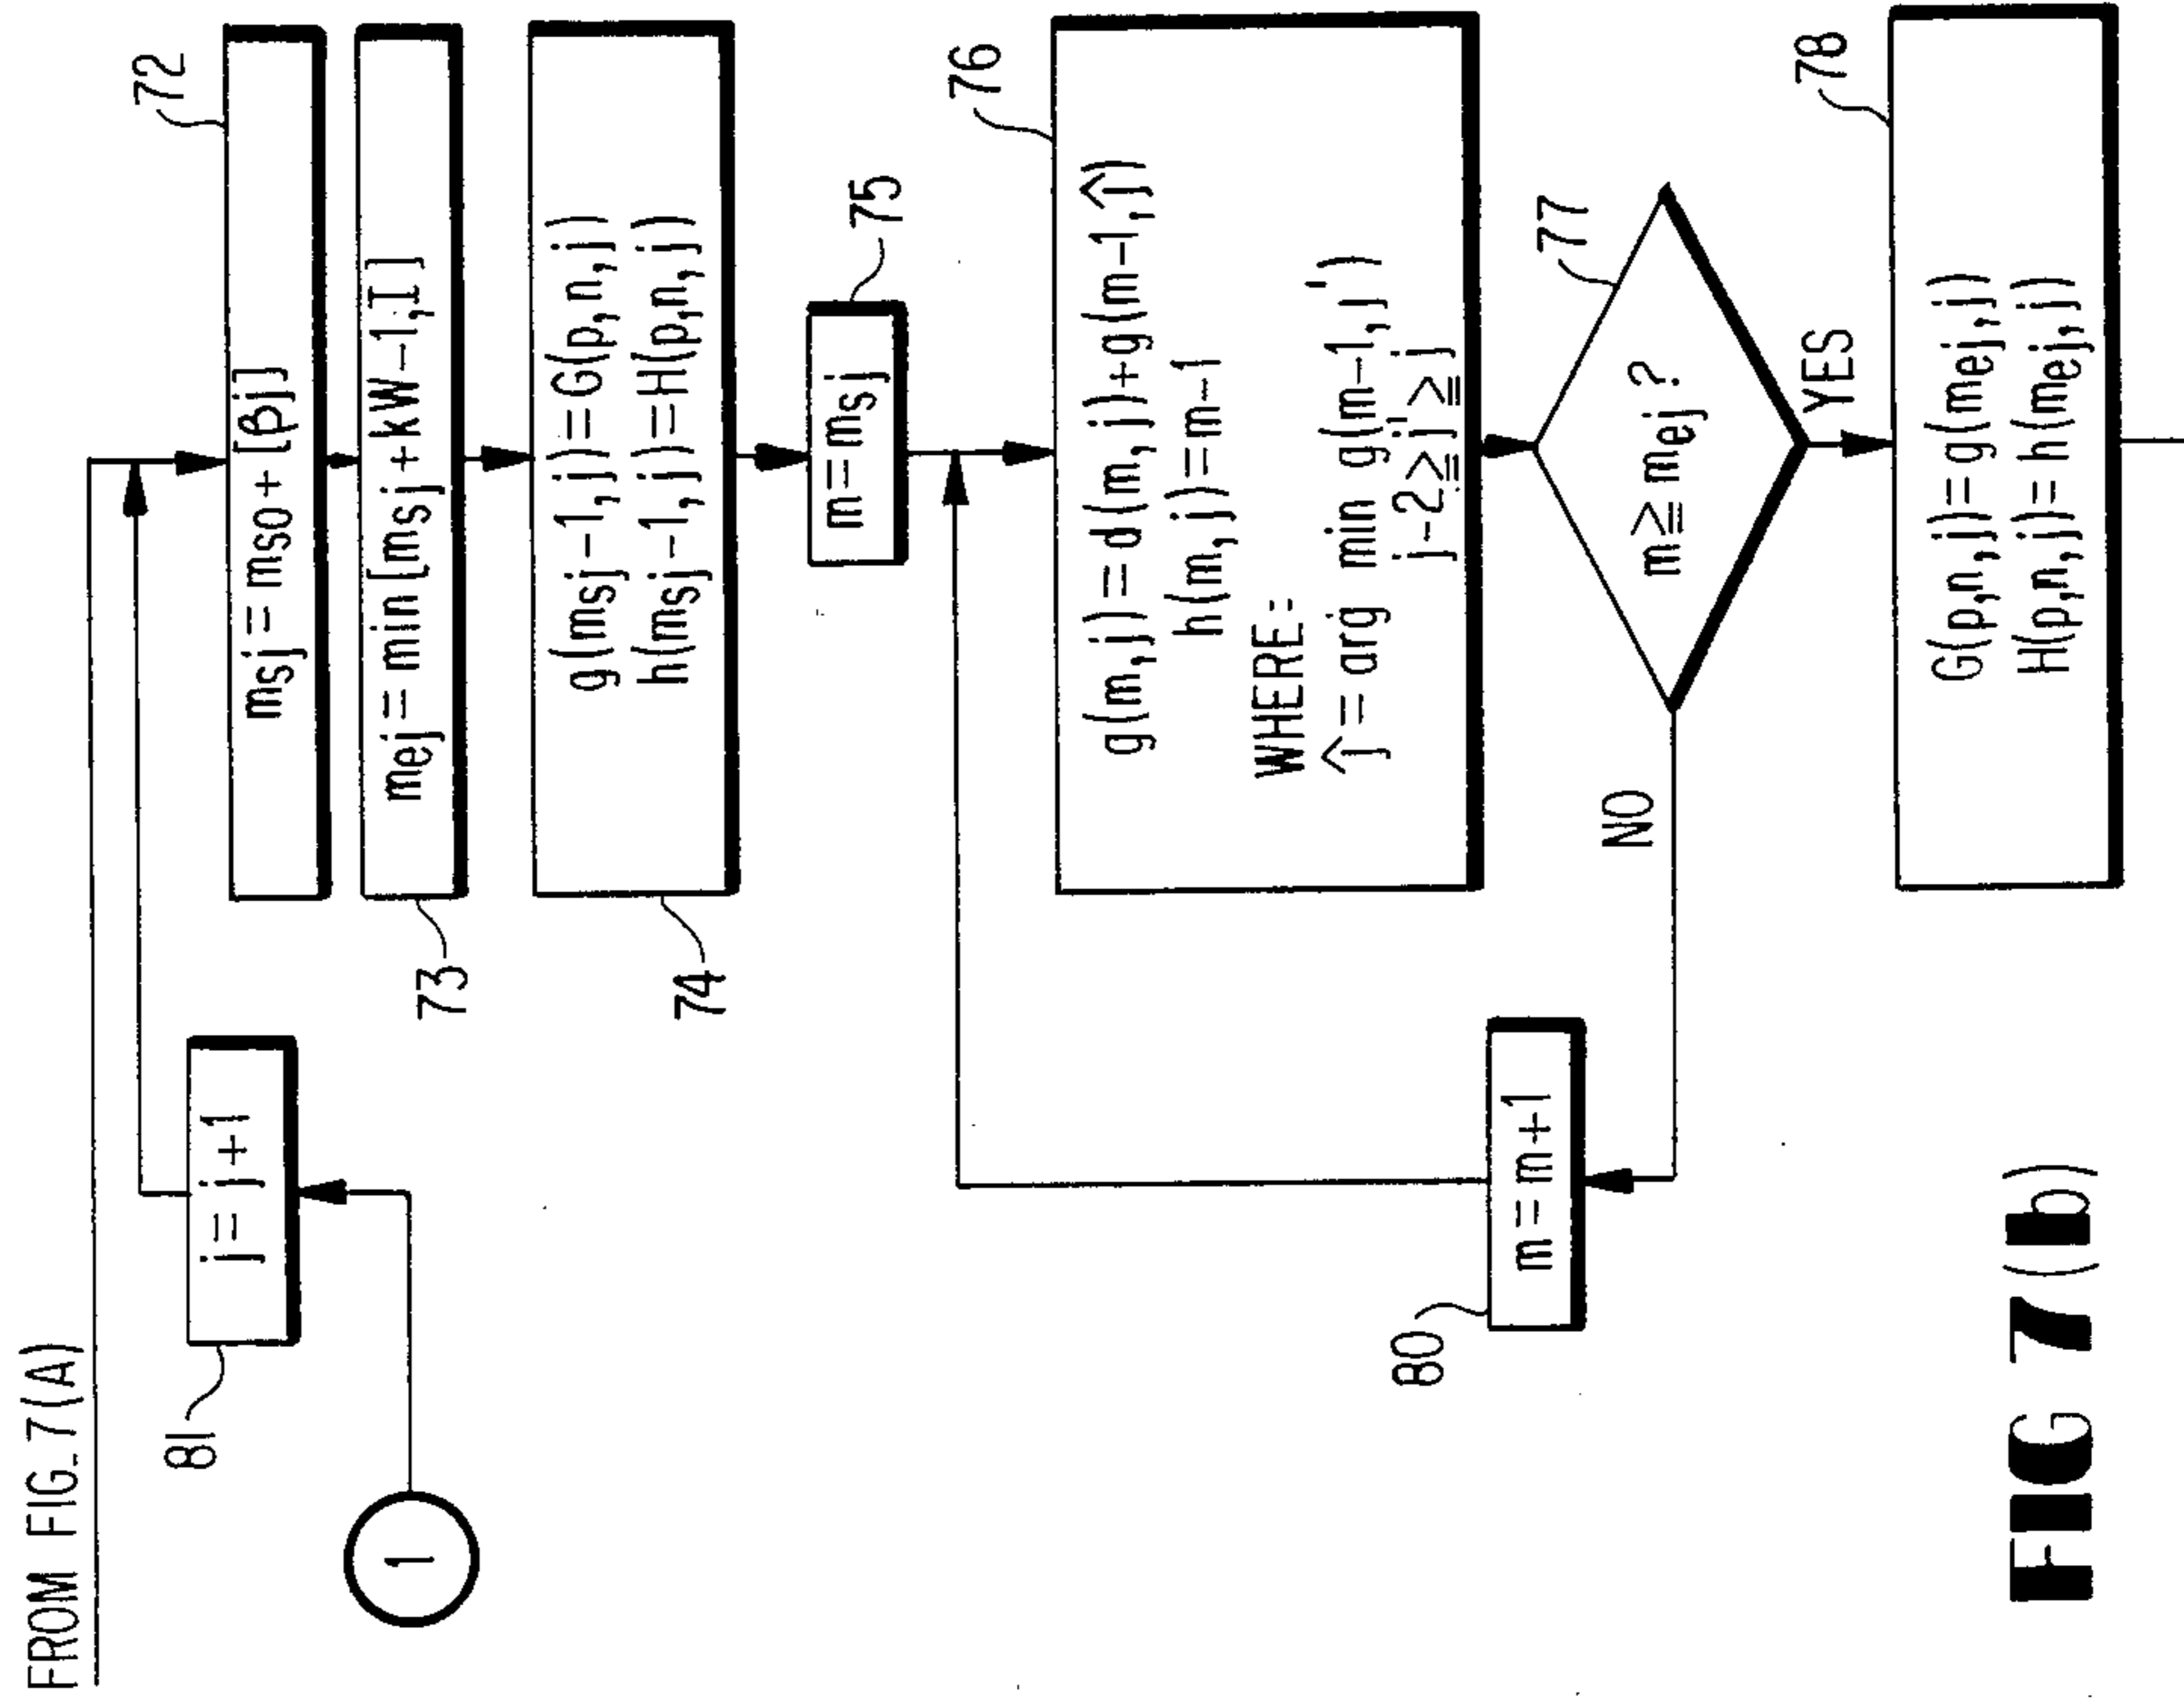 FROM FIG. 7(A)
72
msj = mso + [βj]
73
mej = min [msj + kW-1,I]
74
g(msj-1,j)=G(p,n,j)
h(msj-1,j)=H(p,n,j)
75
m=msj
76
g(m,j)=d(m,j)+g(m-1,ĵ)
h(m,j)=m-1
WHERE:
ĵ = arg min g(m-1,j')
j-2≧j'≧j
77
m≧mej ?
NO
YES
78
G(p,n,j)=g(mej,j)
H(p,n,j)=h(mej,j)
80
m=m+1
81
j=j+1
1
FIG 7(b)